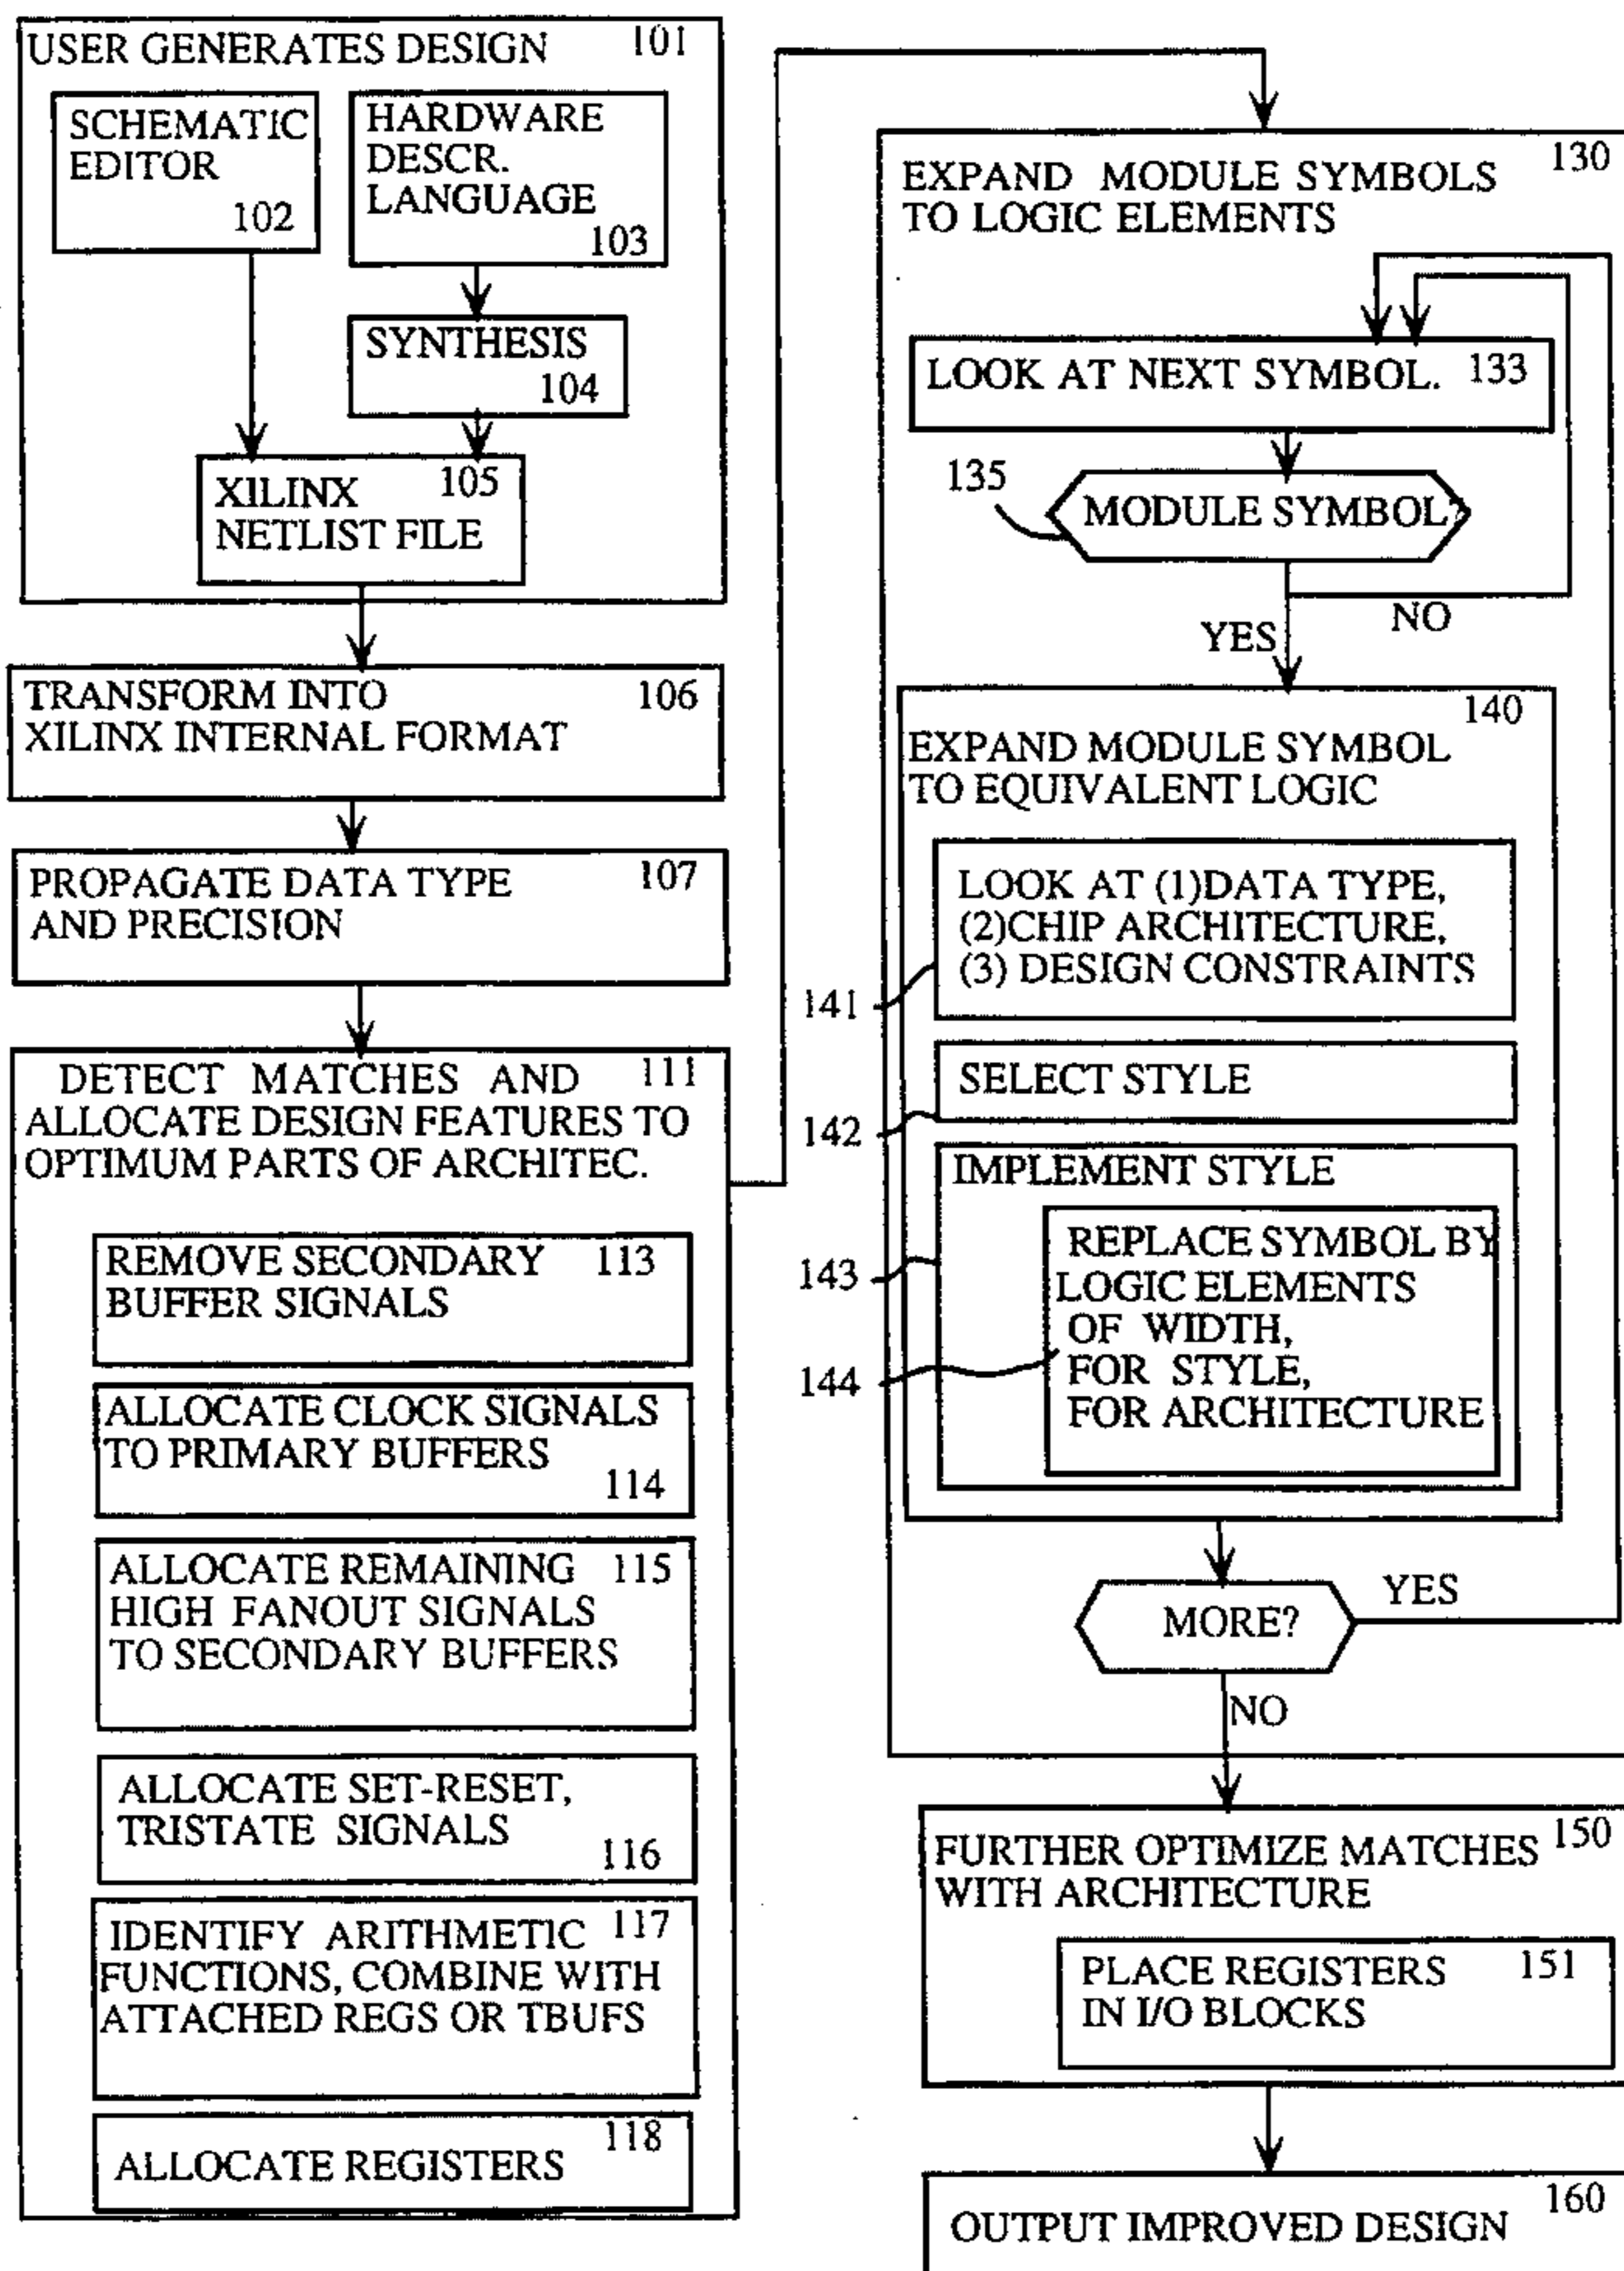 USER GENERATES DESIGN 101
SCHEMATIC
EDITOR
102
HARDWARE
DESCR.
LANGUAGE
103
SYNTHESIS
104
XILINX 105
NETLIST FILE
TRANSFORM INTO 106
XILINX INTERNAL FORMAT
PROPAGATE DATA TYPE 107
AND PRECISION
DETECT MATCHES AND 111
ALLOCATE DESIGN FEATURES TO
OPTIMUM PARTS OF ARCHITEC.
REMOVE SECONDARY 113
BUFFER SIGNALS
ALLOCATE CLOCK SIGNALS
TO PRIMARY BUFFERS
114
ALLOCATE REMAINING 115
HIGH FANOUT SIGNALS
TO SECONDARY BUFFERS
ALLOCATE SET-RESET,
TRISTATE SIGNALS
116
IDENTIFY ARITHMETIC 117
FUNCTIONS, COMBINE WITH
ATTACHED REGS OR TBUFS
118
ALLOCATE REGISTERS
130
EXPAND MODULE SYMBOLS
TO LOGIC ELEMENTS
LOOK AT NEXT SYMBOL. 133
135
MODULE SYMBOL?
NO
YES
140
EXPAND MODULE SYMBOL
TO EQUIVALENT LOGIC
LOOK AT (1)DATA TYPE,
(2)CHIP ARCHITECTURE,
(3) DESIGN CONSTRAINTS
141
SELECT STYLE
142
IMPLEMENT STYLE
143
REPLACE SYMBOL BY
LOGIC ELEMENTS
OF WIDTH,
FOR STYLE,
FOR ARCHITECTURE
144
MORE?
YES
NO
FURTHER OPTIMIZE MATCHES 150
WITH ARCHITECTURE
PLACE REGISTERS 151
IN I/O BLOCKS
160
OUTPUT IMPROVED DESIGN